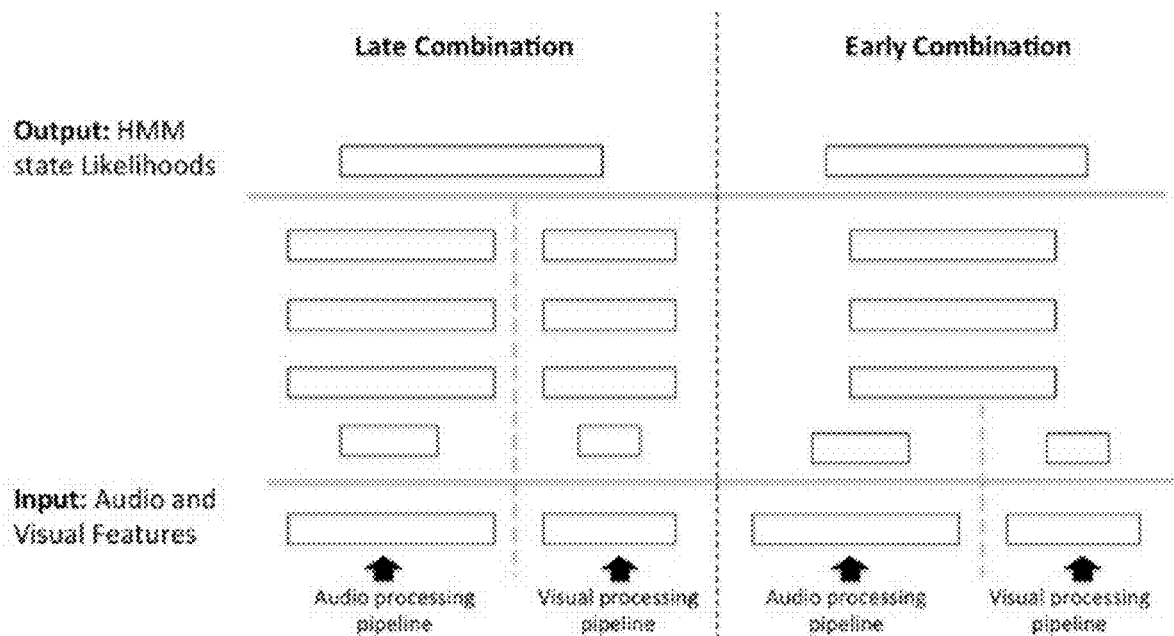 Late Combination
Early Combination
Output: HMM
state Likelihoods
Input: Audio and
Visual Features
Audio processing
pipeline
Visual processing
pipeline
Audio processing
pipeline
Visual processing
pipeline